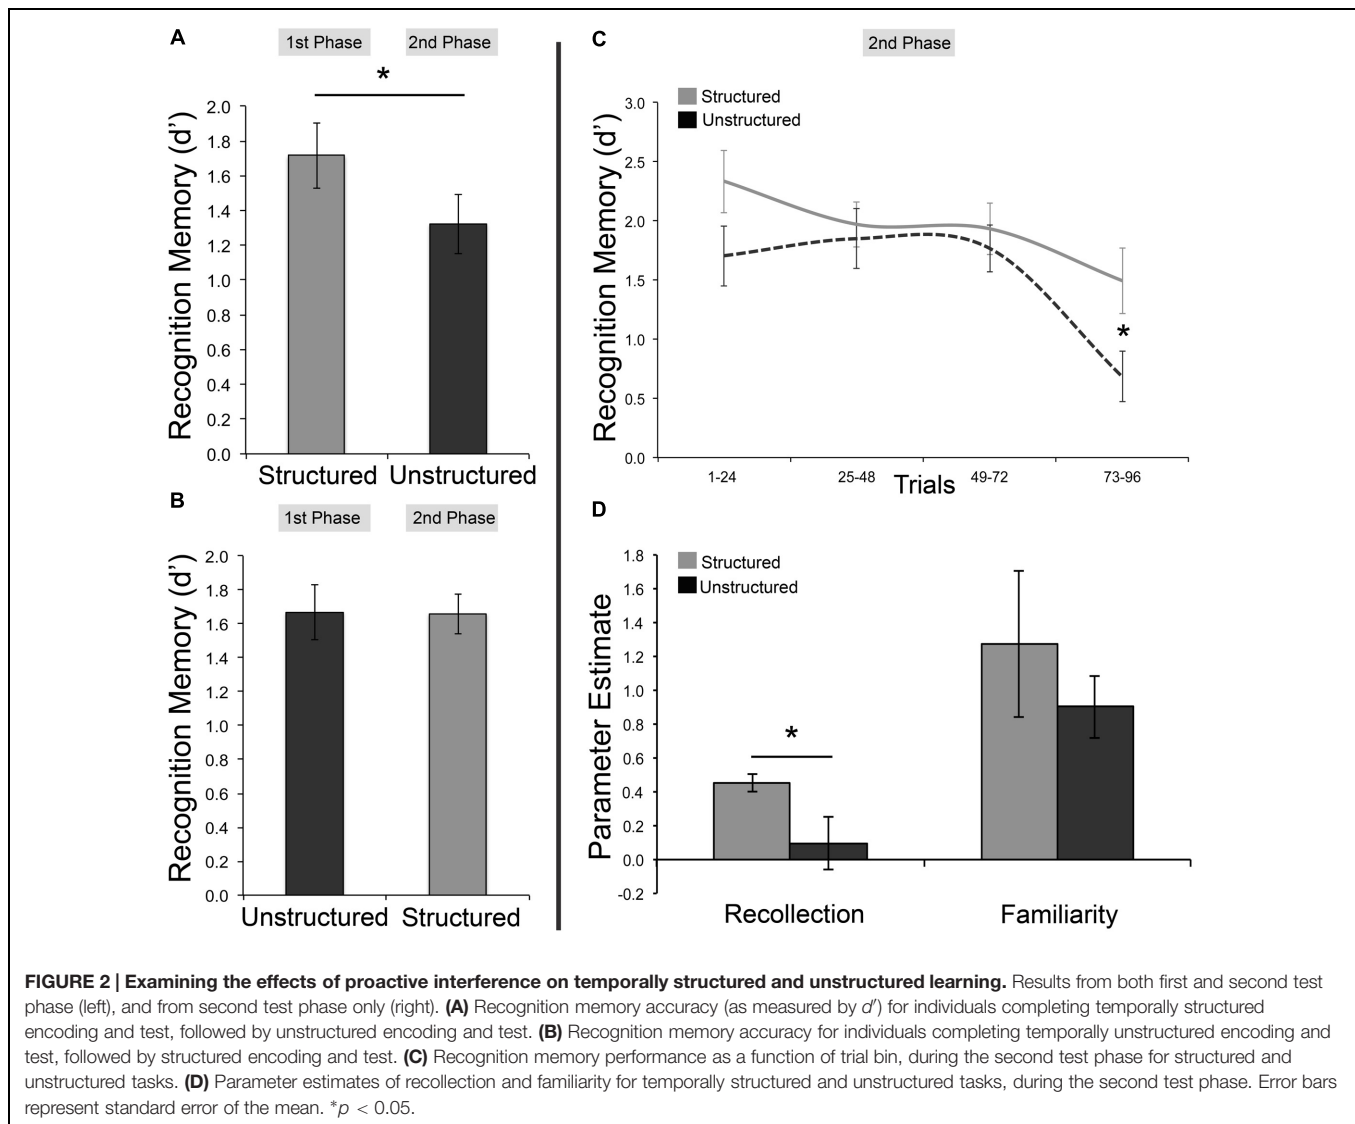 A
1st Phase 2nd Phase
*
Recognition Memory (d’)
2.0
1.8
1.6
1.4
1.2
1.0
0.8
0.6
0.4
0.2
0.0
Structured Unstructured
B
1st Phase 2nd Phase
Recognition Memory (d’)
2.0
1.8
1.6
1.4
1.2
1.0
0.8
0.6
0.4
0.2
0.0
Unstructured Structured
C
2nd Phase
Structured
Unstructured
Recognition Memory (d’)
3.0
2.5
2.0
1.5
1.0
0.5
0.0
*
1-24 25-48 49-72 73-96
Trials
D
Structured
Unstructured
Parameter Estimate
1.8
1.6
1.4
1.2
1.0
0.8
0.6
0.4
0.2
0.0
-0.2
*
Recollection Familiarity
FIGURE 2 | Examining the effects of proactive interference on temporally structured and unstructured learning. Results from both first and second test
phase (left), and from second test phase only (right). (A) Recognition memory accuracy (as measured by d′) for individuals completing temporally structured
encoding and test, followed by unstructured encoding and test. (B) Recognition memory accuracy for individuals completing temporally unstructured encoding and
test, followed by structured encoding and test. (C) Recognition memory performance as a function of trial bin, during the second test phase for structured and
unstructured tasks. (D) Parameter estimates of recollection and familiarity for temporally structured and unstructured tasks, during the second test phase. Error bars
represent standard error of the mean. *p < 0.05.